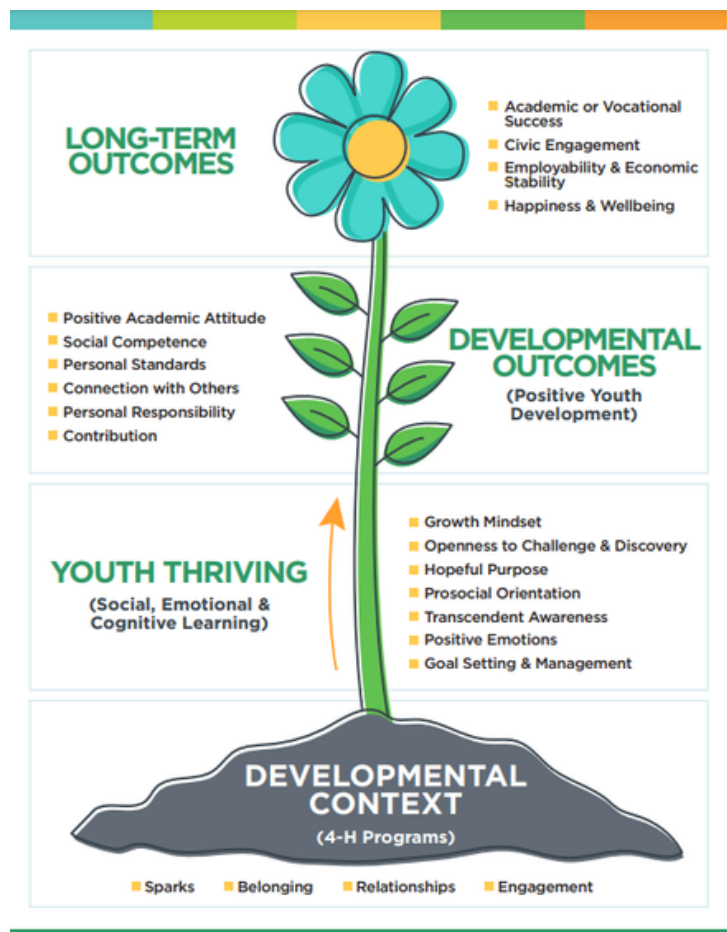 LONG-TERM
OUTCOMES
Academic or Vocational
Success
Civic Engagement
Employability & Economic
Stability
Happiness & Wellbeing
Positive Academic Attitude
Social Competence
Personal Standards
Connection with Others
Personal Responsibility
Contribution
DEVELOPMENTAL
OUTCOMES
(Positive Youth
Development)
YOUTH THRIVING
(Social, Emotional &
Cognitive Learning)
Growth Mindset
Openness to Challenge & Discovery
Hopeful Purpose
Prosocial Orientation
Transcendent Awareness
Positive Emotions
Goal Setting & Management
DEVELOPMENTAL
CONTEXT
(4-H Programs)
Sparks Belonging Relationships Engagement